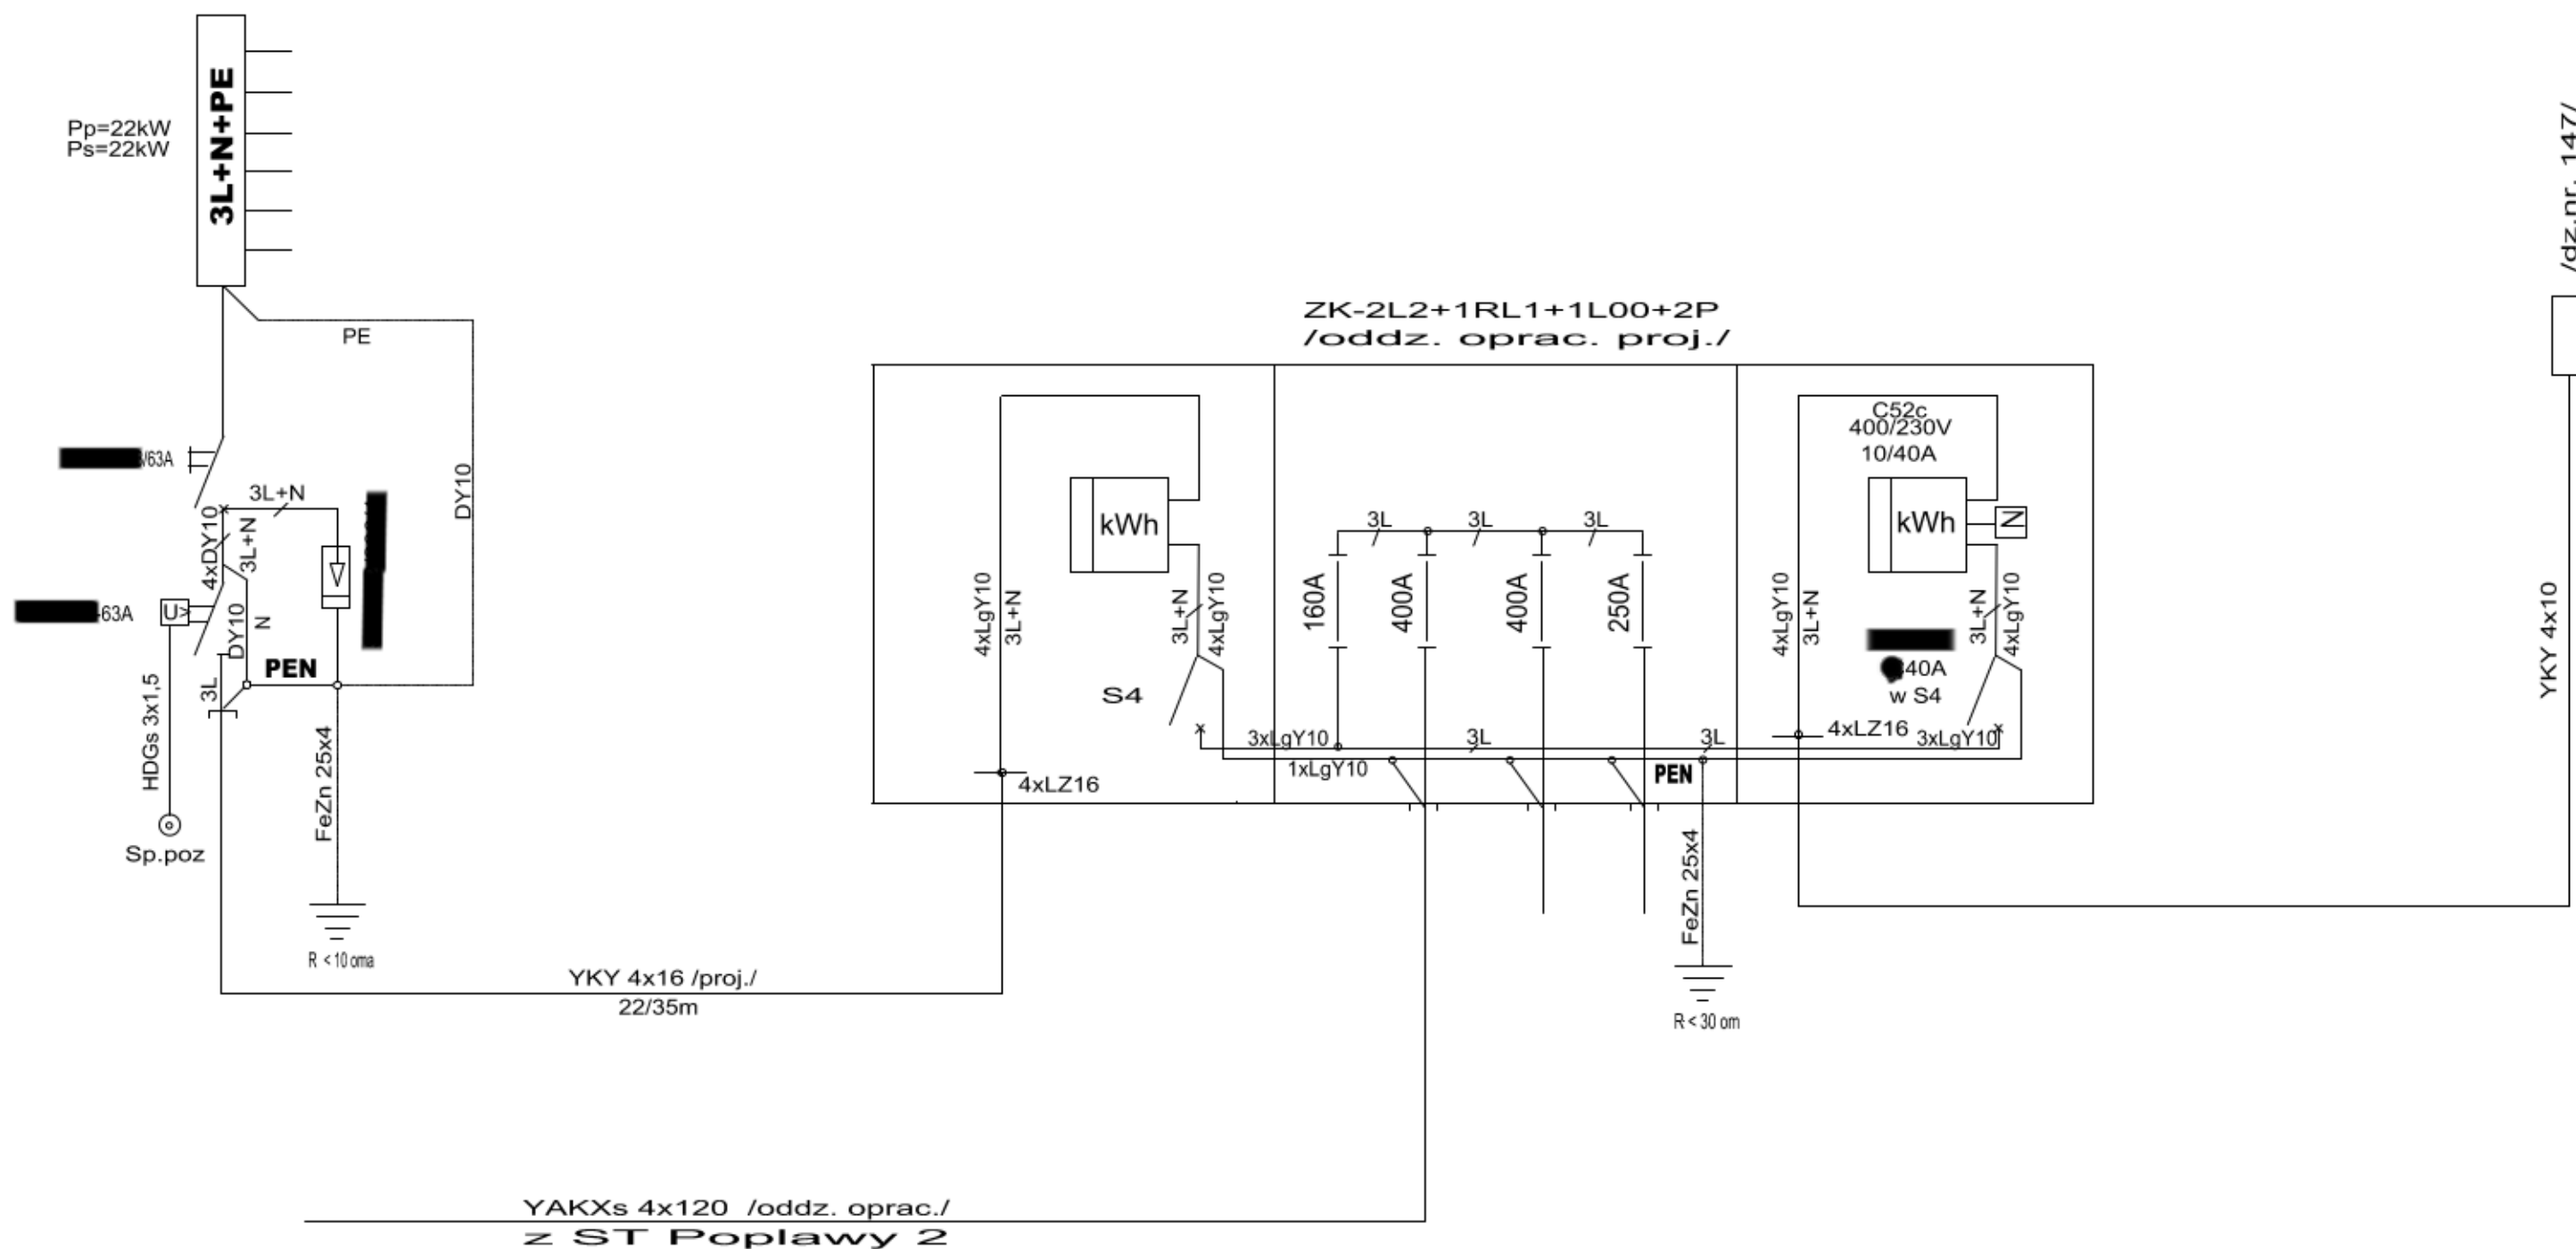 3L+N+PE
Pp=22kW
Ps=22kW
PE
/63A
3L+N
4xDY10
3L+N
DY10
63A
U>
DY10
N
PEN
3L
HDGs 3x1,5
Sp.poz
FeZn 25x4
R < 10 oma
YKY 4x16 /proj./
22/35m
YAKXs 4x120 /oddz. oprac./
z ST Poplawy 2
ZK-2L2+1RL1+1L00+2P
/oddz. oprac. proj./
kWh
4xLgY10
3L+N
3L+N
4xLgY10
S4
4xLZ16
3L
3L
3L
160A
400A
400A
250A
3xLgY10
3L
3L
1xLgY10
PEN
FeZn 25x4
R < 30 om
C52c
400/230V
10/40A
kWh
N
4xLgY10
3L+N
3L+N
4xLgY10
40A
w S4
4xLZ16
3xLgY10
YKY 4x10
/dz.nr. 147/